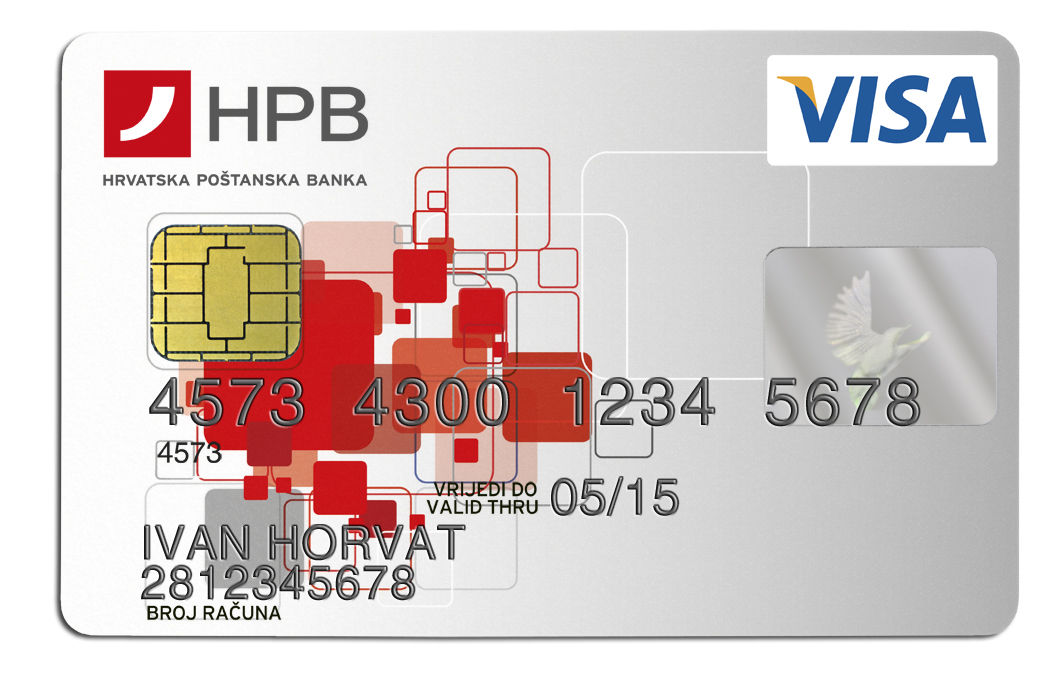 HPB
VISA
HRVATSKA POŠTANSKA BANKA
4573 4300 1234 5678
4573
VRIJEDI DO
VALID THRU 05/15
IVAN HORVAT
2812345678
BROJ RAČUNA